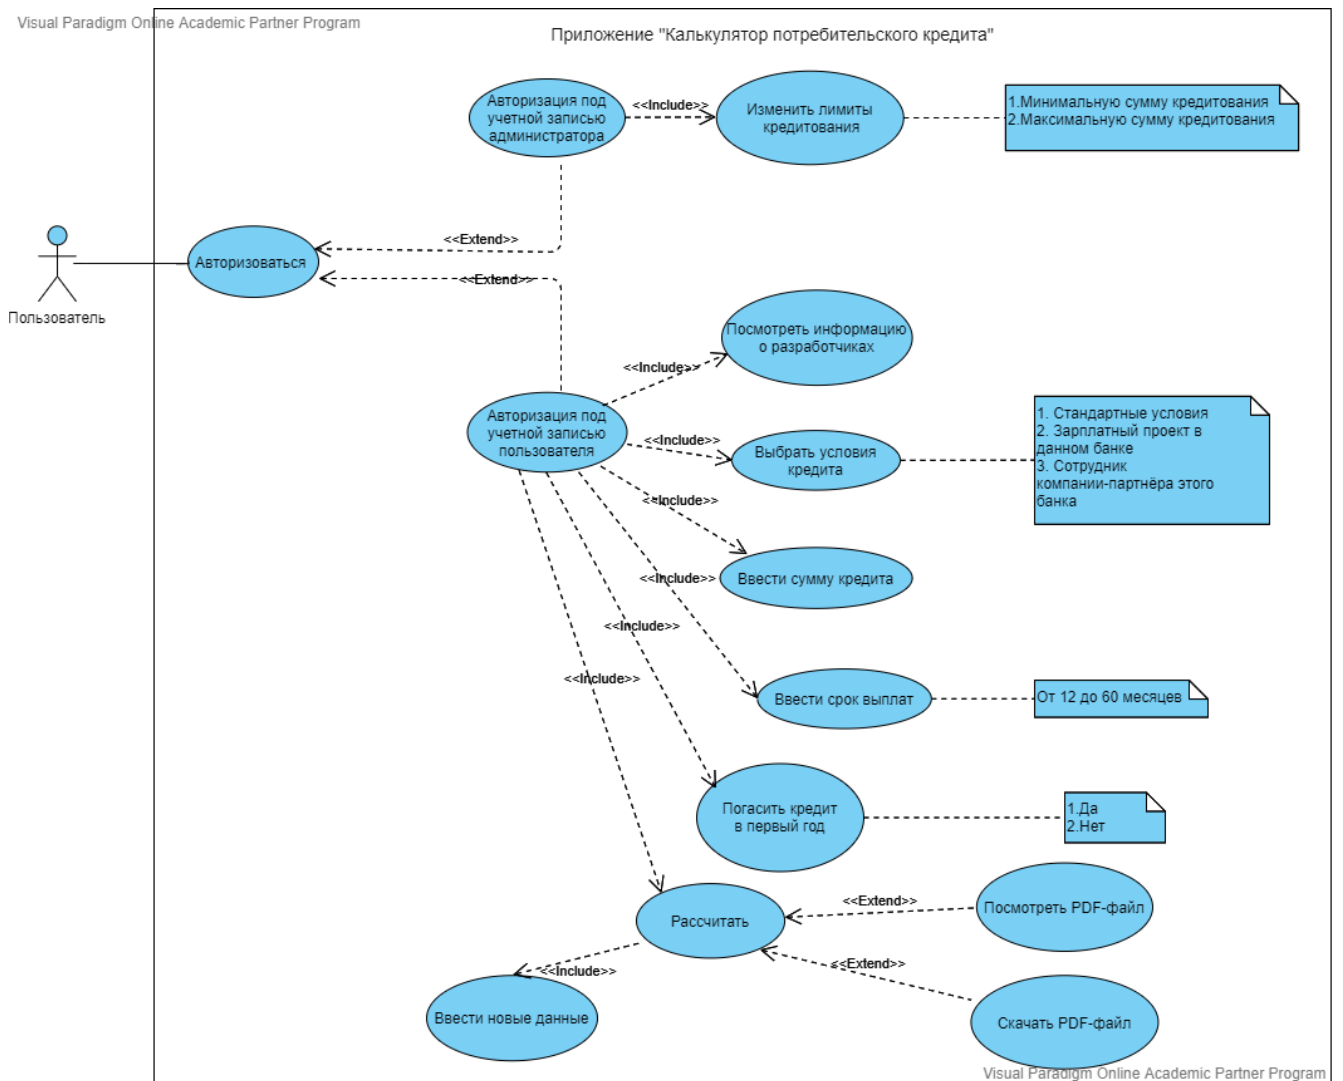 Visual Paradigm Online Academic Partner Program
Приложение "Калькулятор потребительского кредита"
Авторизация под
учетной записью
администратора
<<Include>>
Изменить лимиты
кредитования
1.Минимальную сумму кредитования
2.Максимальную сумму кредитования
<<Extend>>
Авторизоваться
<<Extend>>
Пользователь
Посмотреть информацию
о разработчиках
<<Include>>
Авторизация под
учетной записью
пользователя
<<Include>>
Выбрать условия
кредита
1. Стандартные условия
2. Зарплатный проект в
данном банке
3. Сотрудник
компании-партнёра этого
банка
<<Include>>
Ввести сумму кредита
<<Include>>
<<Include>>
<<Include>>
Ввести срок выплат
От 12 до 60 месяцев
Погасить кредит
в первый год
1.Да
2.Нет
Рассчитать
<<Extend>>
Посмотреть PDF-файл
<<Extend>>
<<Include>>
Ввести новые данные
Скачать PDF-файл
Visual Paradigm Online Academic Partner Program